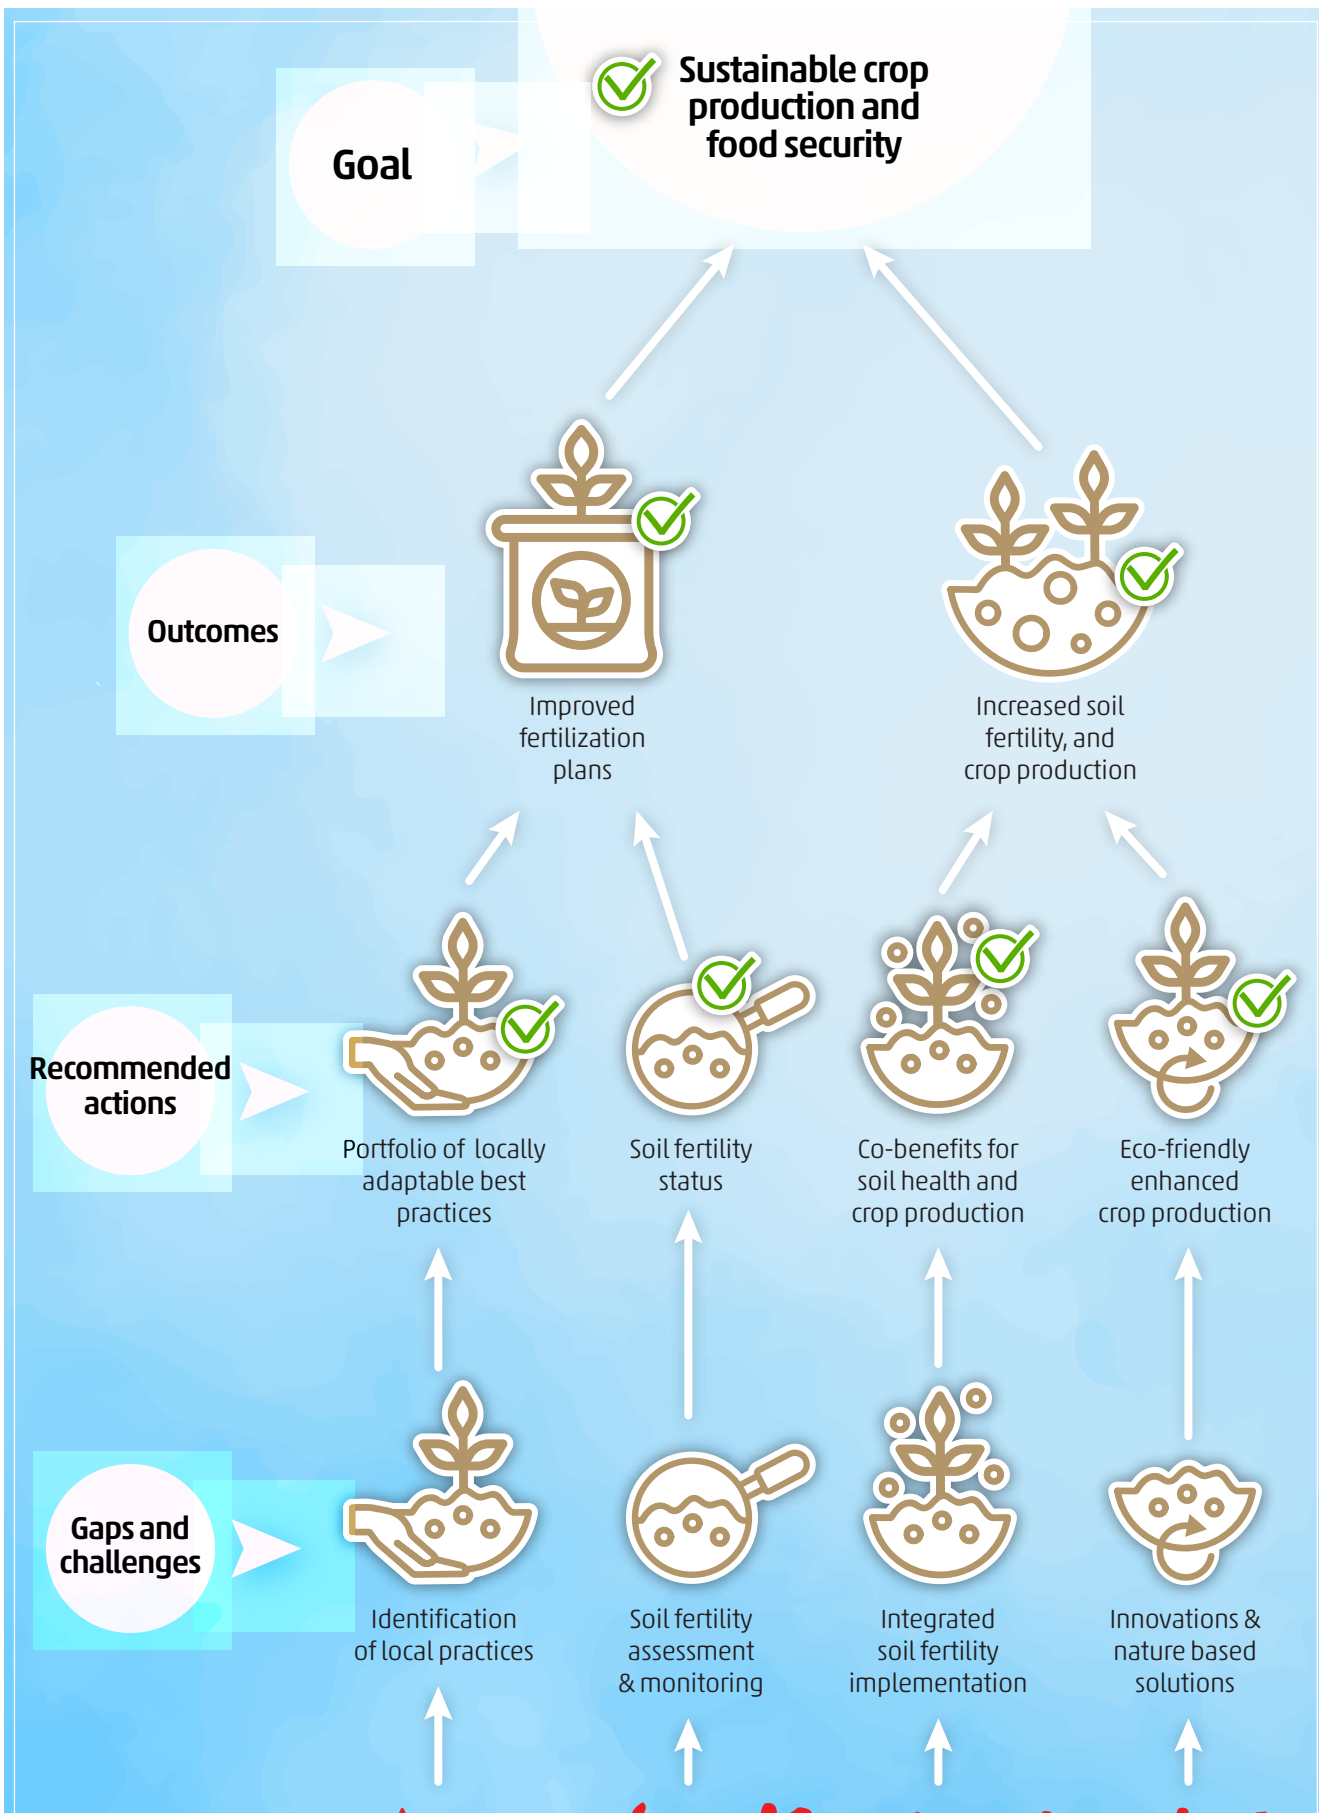 Sustainable crop
production and
food security
Goal
Outcomes
Improved
fertilization
plans
Increased soil
fertility, and
crop production
Recommended
actions
Portfolio of locally
adaptable best
practices
Soil fertility
status
Co-benefits for
soil health and
crop production
Eco-friendly
enhanced
crop production
Gaps and
challenges
Identification
of local practices
Soil fertility
assessment
& monitoring
Integrated
soil fertility
implementation
Innovations &
nature based
solutions